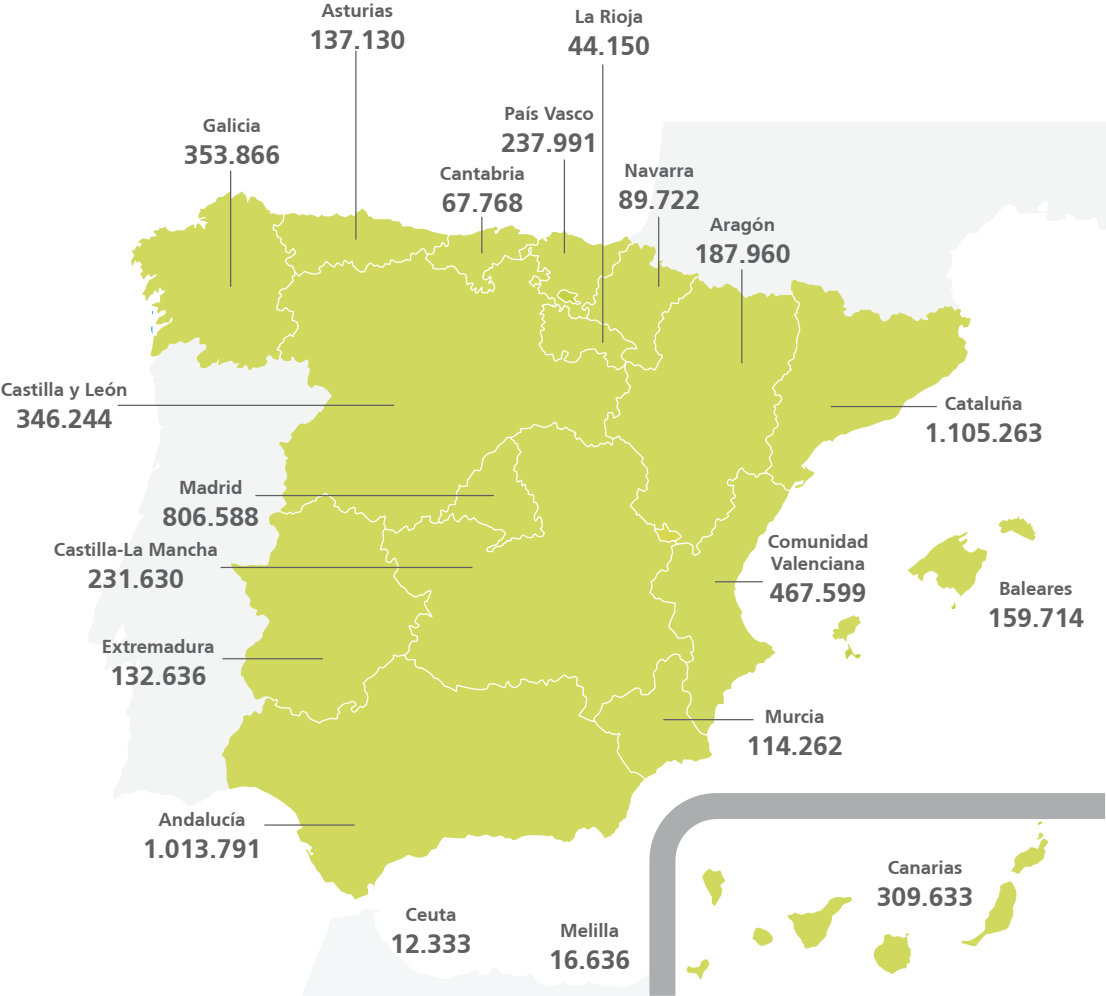 Asturias
137.130
La Rioja
44.150
País Vasco
237.991
Galicia
353.866
Cantabria
67.768
Navarra
89.722
Aragón
187.960
Castilla y León
346.244
Cataluña
1.105.263
Madrid
806.588
Castilla-La Mancha
231.630
Comunidad
Valenciana
467.599
Baleares
159.714
Extremadura
132.636
Murcia
114.262
Andalucía
1.013.791
Canarias
309.633
Ceuta
12.333
Melilla
16.636